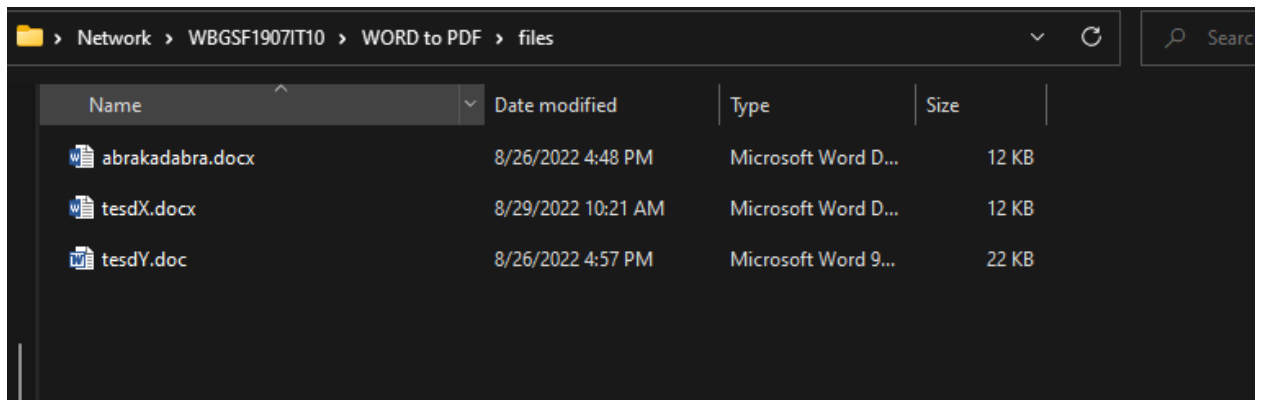 Network WBGSF1907IT10 WORD to PDF files Searc
Name Date modified Type Size
abrakadabra.docx 8/26/2022 4:48 PM Microsoft Word D... 12 KB
tesdX.docx 8/29/2022 10:21 AM Microsoft Word D... 12 KB
tesdY.doc 8/26/2022 4:57 PM Microsoft Word 9... 22 KB